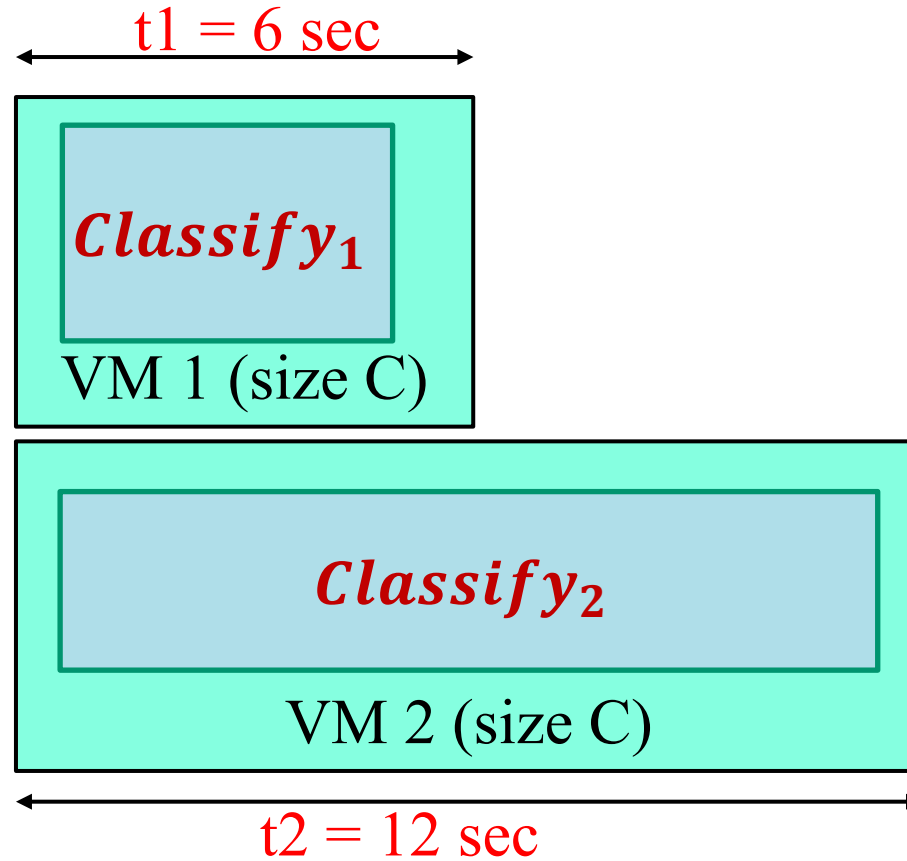 t1 = 6 sec
Classify₁
VM 1 (size C)
Classify₂
VM 2 (size C)
t2 = 12 sec